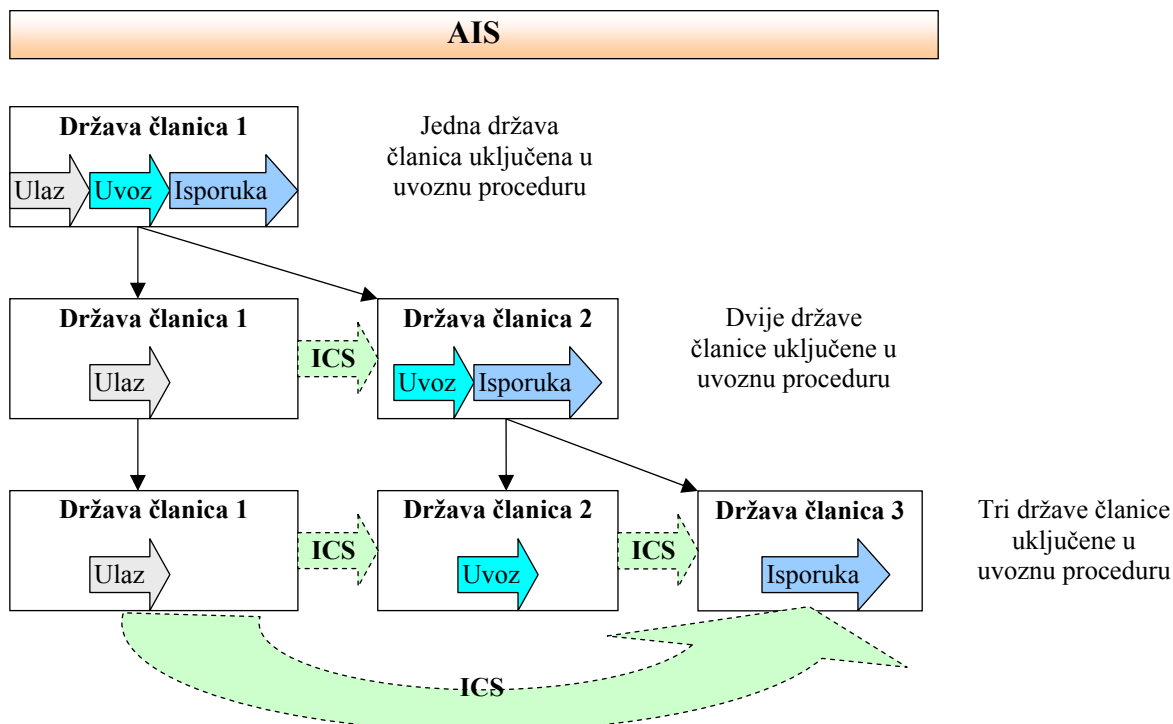 AIS
Država članica 1
Ulaz
Uvoz
Isporuka
Jedna država
članica uključena u
uvoznu proceduru
Država članica 1
Ulaz
ICS
Država članica 2
Uvoz
Isporuka
Dvije države
članice uključene u
uvoznu proceduru
Država članica 1
Ulaz
ICS
Država članica 2
Uvoz
ICS
Država članica 3
Isporuka
Tri države članice
uključene u
uvoznu proceduru
ICS